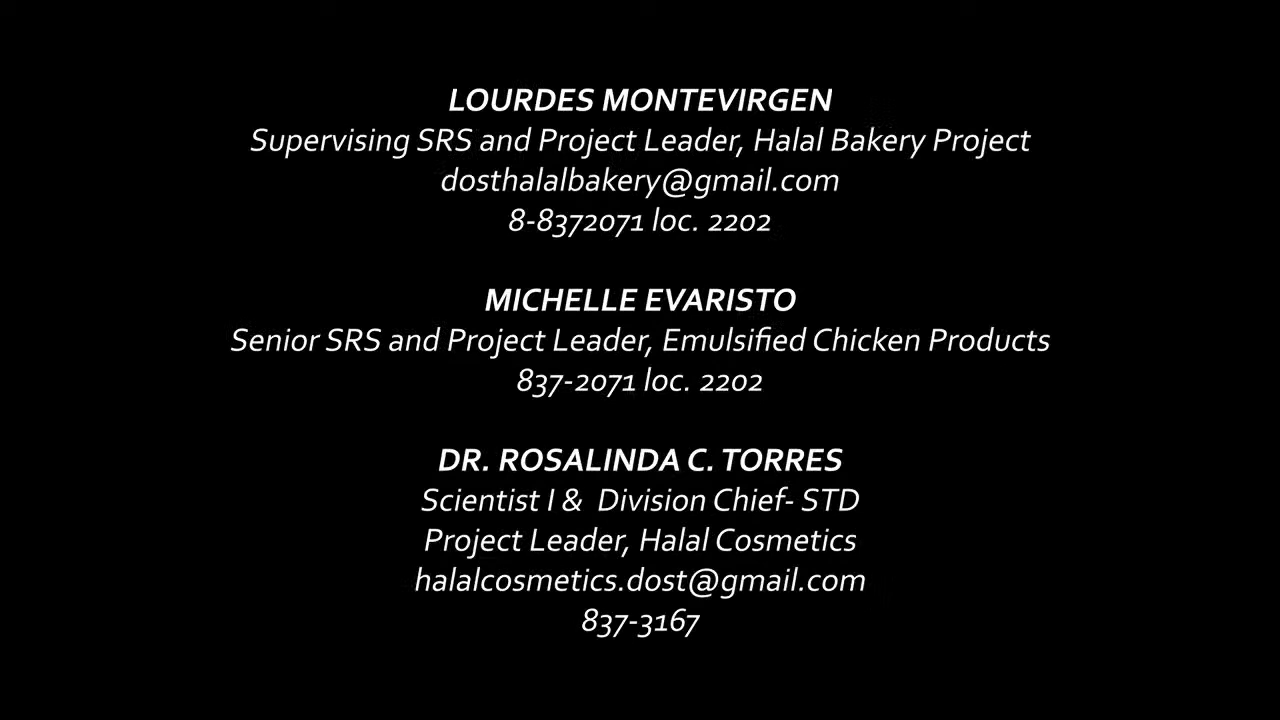 LOURDES MONTEVIRGEN
Supervising SRS and Project Leader, Halal Bakery Project
dosthalalbakery@gmail.com
8-8372071 loc. 2202
MICHELLE EVARISTO
Senior SRS and Project Leader, Emulsified Chicken Products
837-2071 loc. 2202
DR. ROSALINDA C. TORRES
Scientist I & Division Chief- STD
Project Leader, Halal Cosmetics
halalcosmetics.dost@gmail.com
837-3167